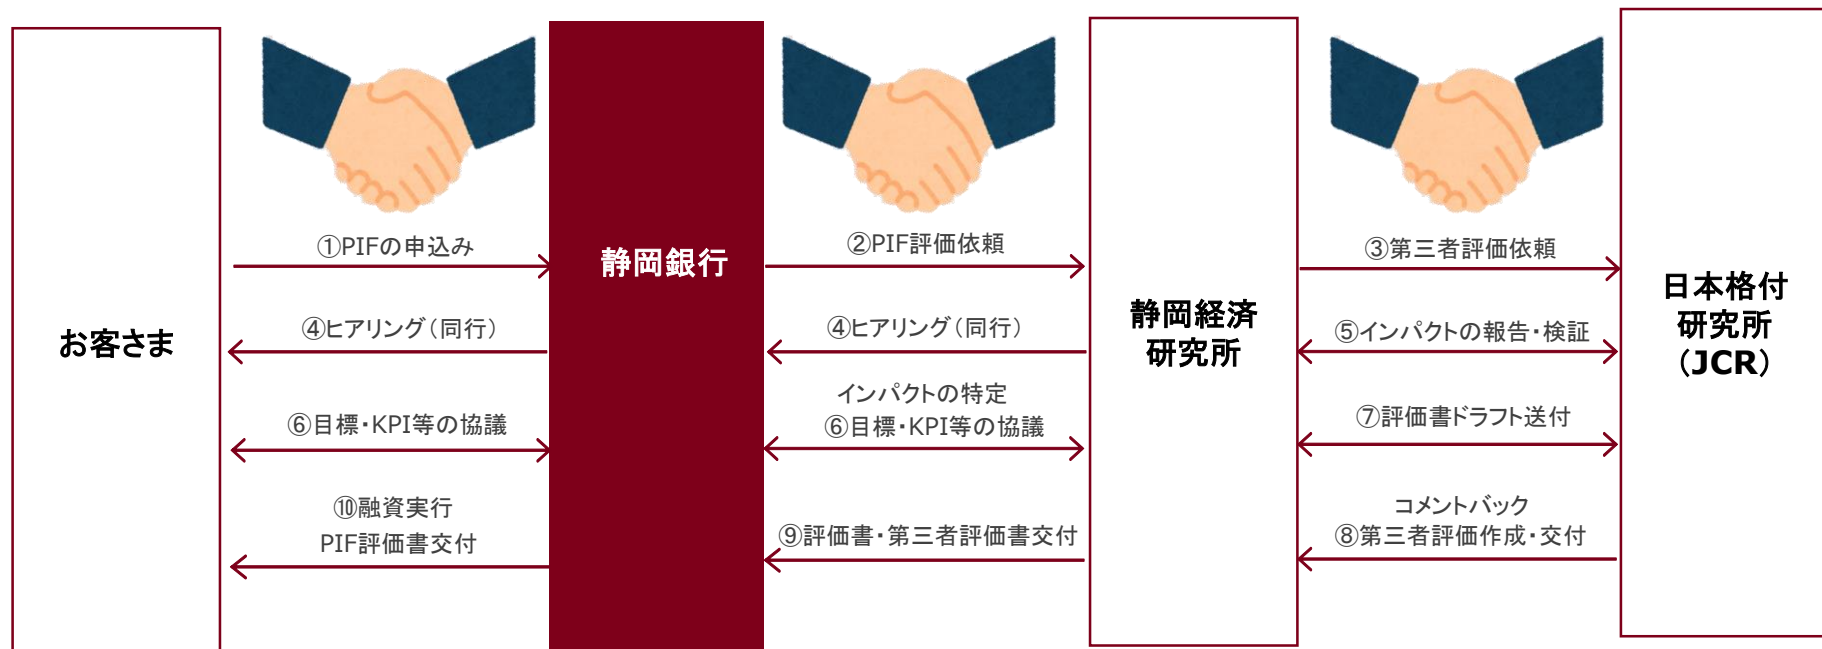 お客さま
①PIFの申込み
④ヒアリング（同行）
⑥目標・KPI等の協議
⑩融資実行
PIF評価書交付
静岡銀行
②PIF評価依頼
④ヒアリング（同行）
インパクトの特定
⑥目標・KPI等の協議
⑨評価書・第三者評価書交付
静岡経済
研究所
③第三者評価依頼
⑤インパクトの報告・検証
⑦評価書ドラフト送付
コメントバック
⑧第三者評価作成・交付
日本格付
研究所
（JCR）